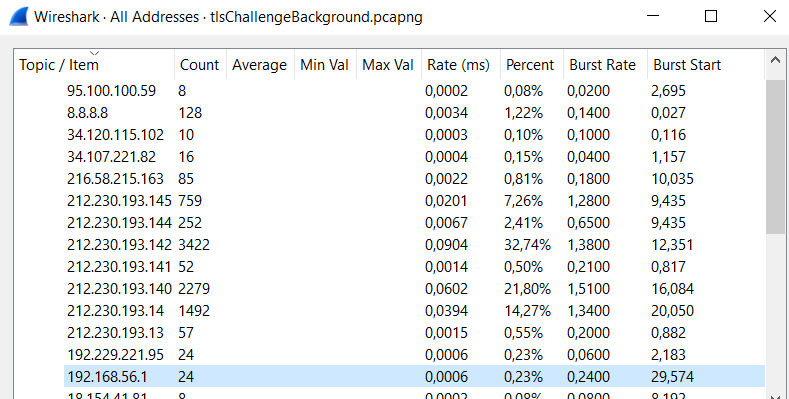 Wireshark · All Addresses · tlsChallengeBackground.pcapng
Topic / Item Count Average Min Val Max Val Rate (ms) Percent Burst Rate Burst Start
95.100.100.59 8 0,0002 0,08% 0,0200 2,695
8.8.8.8 128 0,0034 1,22% 0,1400 0,027
34.120.115.102 10 0,0003 0,10% 0,1000 0,116
34.107.221.82 16 0,0004 0,15% 0,0400 1,157
216.58.215.163 85 0,0022 0,81% 0,1800 10,035
212.230.193.145 759 0,0201 7,26% 1,2800 9,435
212.230.193.144 252 0,0067 2,41% 0,6500 9,435
212.230.193.142 3422 0,0904 32,74% 1,3800 12,351
212.230.193.141 52 0,0014 0,50% 0,2100 0,817
212.230.193.140 2279 0,0602 21,80% 1,5100 16,084
212.230.193.14 1492 0,0394 14,27% 1,3400 20,050
212.230.193.13 57 0,0015 0,55% 0,2000 0,882
192.229.221.95 24 0,0006 0,23% 0,0600 2,183
192.168.56.1 24 0,0006 0,23% 0,2400 29,574
18.154.41.81 8 0,0002 0,08% 0,0800 8,192